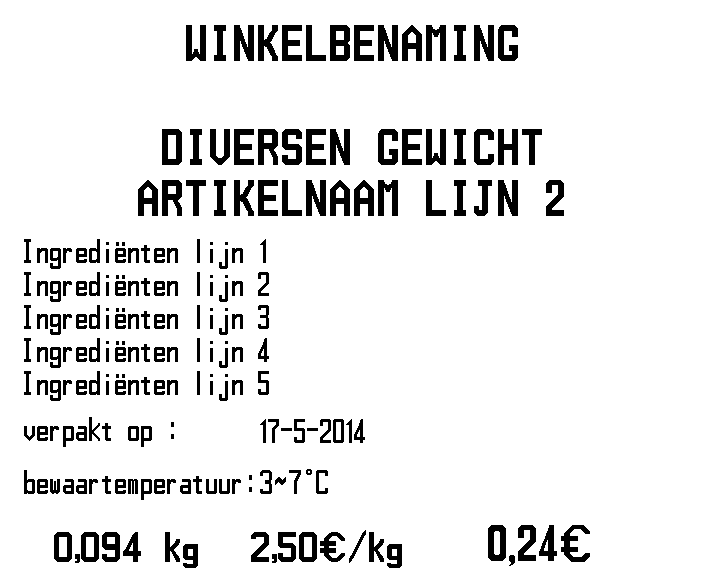 WINKELBENAMING
DIVERSEN GEWICHT
ARTIKELNAAM LIJN 2
Ingrediënten lijn 1
Ingrediënten lijn 2
Ingrediënten lijn 3
Ingrediënten lijn 4
Ingrediënten lijn 5
verpakt op : 17-5-2014
bewaartemperatuur:3~7°C
0,094 kg 2,50€/kg 0,24€